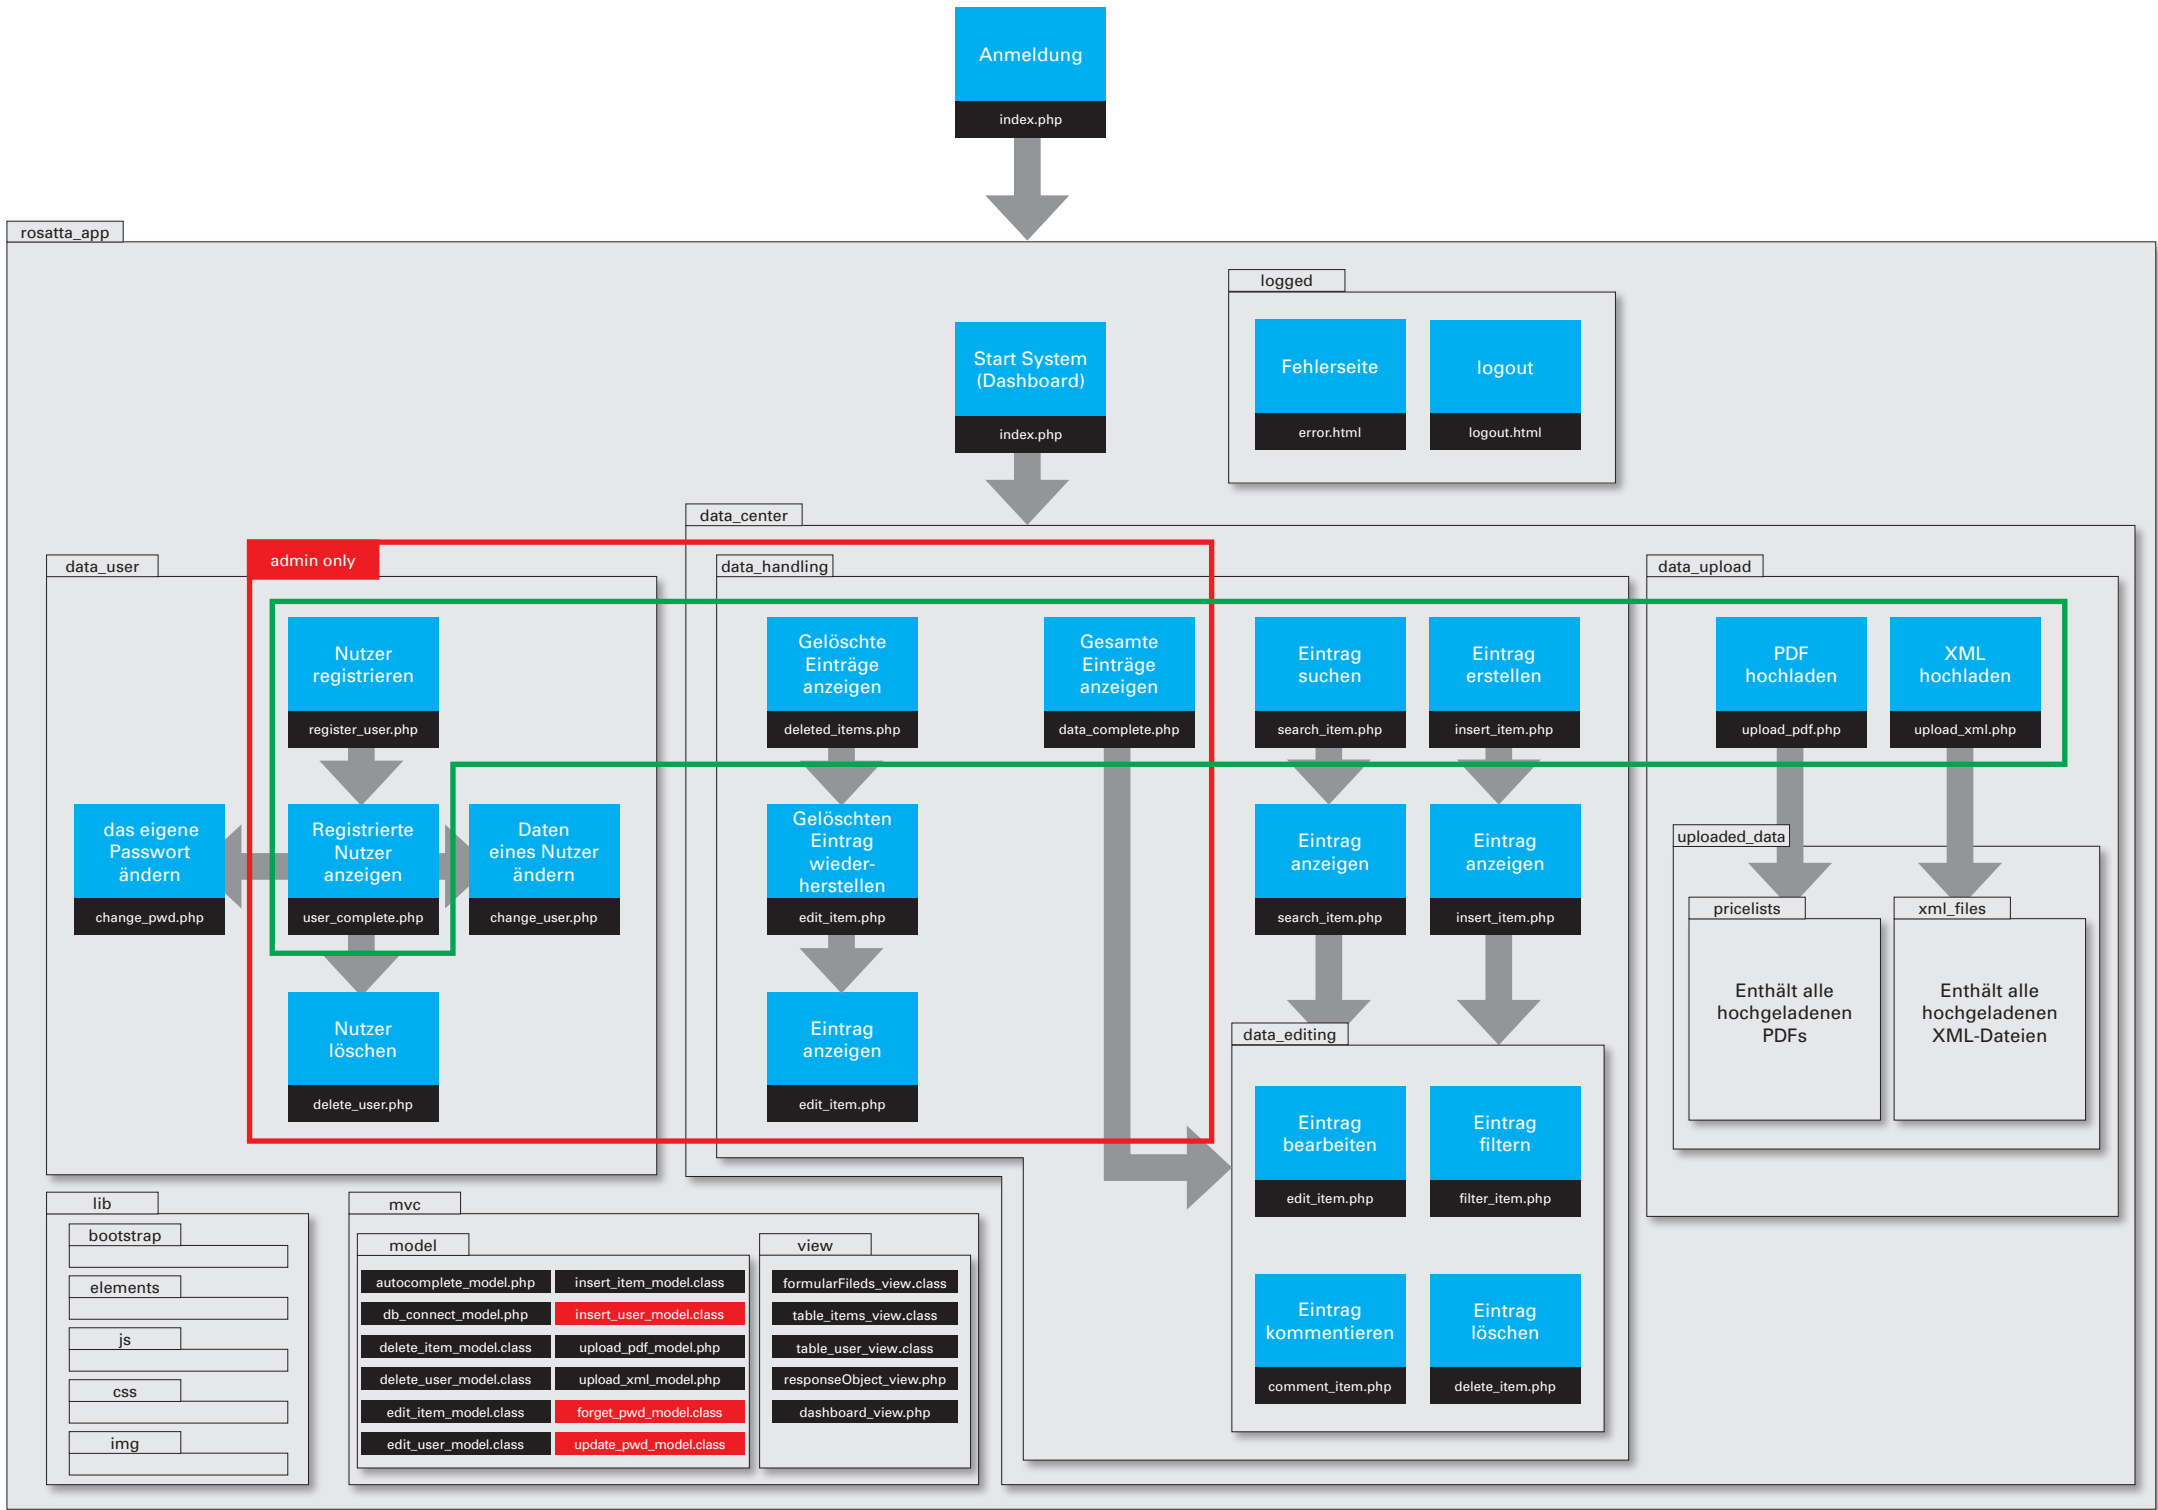 Anmeldung
index.php
rosatta_app
logged
Start System
(Dashboard)
index.php
Fehlerseite
error.html
logout
logout.html
data_center
data_user
admin only
data_handling
data_upload
Nutzer
registrieren
register_user.php
Gelöschte
Einträge
anzeigen
deleted_items.php
Gesamte
Einträge
anzeigen
data_complete.php
Eintrag
suchen
search_item.php
Eintrag
erstellen
insert_item.php
PDF
hochladen
upload_pdf.php
XML
hochladen
upload_xml.php
das eigene
Passwort
ändern
change_pwd.php
Registrierte
Nutzer
anzeigen
user_complete.php
Daten
eines Nutzer
ändern
change_user.php
Gelöschten
Eintrag
wieder-
herstellen
edit_item.php
Eintrag
anzeigen
search_item.php
Eintrag
anzeigen
insert_item.php
uploaded_data
pricelists
Enthält alle
hochgeladenen
PDFs
xml_files
Enthält alle
hochgeladenen
XML-Dateien
Nutzer
löschen
delete_user.php
Eintrag
anzeigen
edit_item.php
data_editing
Eintrag
bearbeiten
edit_item.php
Eintrag
filtern
filter_item.php
Eintrag
kommentieren
comment_item.php
Eintrag
löschen
delete_item.php
lib
bootstrap
elements
js
css
img
mvc
model
autocomplete_model.php
db_connect_model.php
delete_item_model.class
delete_user_model.class
edit_item_model.class
edit_user_model.class
insert_item_model.class
insert_user_model.class
upload_pdf_model.php
upload_xml_model.php
forget_pwd_model.class
update_pwd_model.class
view
formularFileds_view.class
table_items_view.class
table_user_view.class
responseObject_view.php
dashboard_view.php